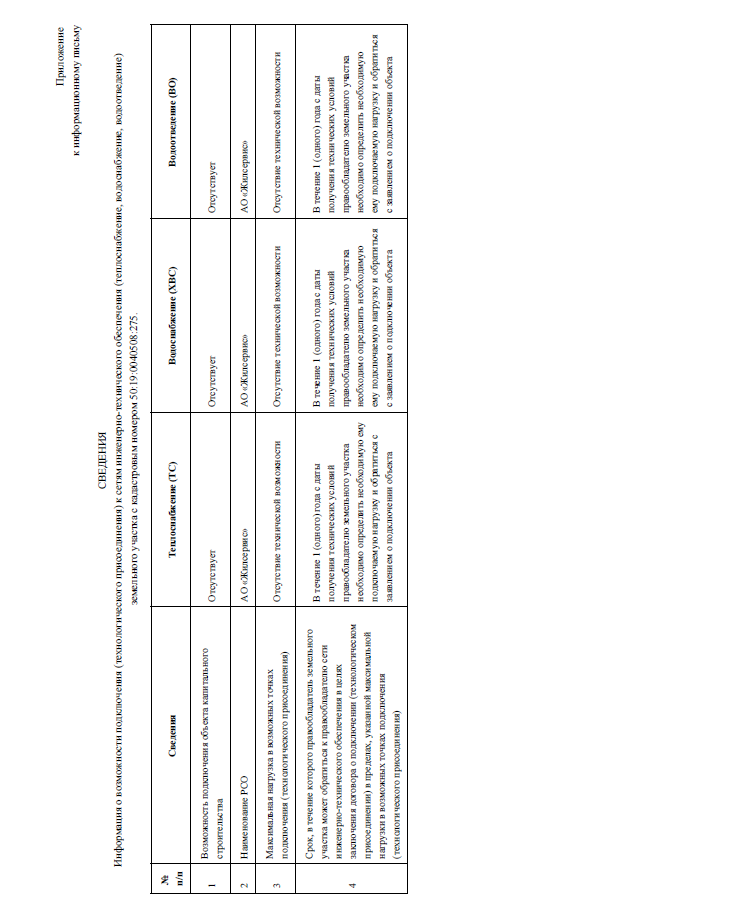 Приложение
к информационному письму
СВЕДЕНИЯ
Информация о возможности подключения (технологического присоединения) к сетям инженерно-технического обеспечения (теплоснабжение, водоснабжение, водоотведение)
земельного участка с кадастровым номером 50:19:0040508:275.
№
п/п
Сведения
Теплоснабжение (ТС)
Водоснабжение (ХВС)
Водоотведение (ВО)
1
Возможность подключения объекта капитального
строительства
Отсутствует
Отсутствует
Отсутствует
2
Наименование РСО
АО «Жилсервис»
АО «Жилсервис»
АО «Жилсервис»
3
Максимальная нагрузка в возможных точках
подключения (технологического присоединения)
Отсутствие технической возможности
Отсутствие технической возможности
Отсутствие технической возможности
4
Срок, в течение которого правообладатель земельного
участка может обратиться к правообладателю сети
инженерно-технического обеспечения в целях
заключения договора о подключении (технологическом
присоединении) в пределах, указанной максимальной
нагрузки в возможных точках подключения
(технологического присоединения)
В течение 1 (одного) года с даты
получения технических условий
правообладателю земельного участка
необходимо определить необходимую ему
подключаемую нагрузку и обратиться с
заявлением о подключении объекта
В течение 1 (одного) года с даты
получения технических условий
правообладателю земельного участка
необходимо определить необходимую
ему подключаемую нагрузку и обратиться
с заявлением о подключении объекта
В течение 1 (одного) года с даты
получения технических условий
правообладателю земельного участка
необходимо определить необходимую
ему подключаемую нагрузку и обратиться
с заявлением о подключении объекта